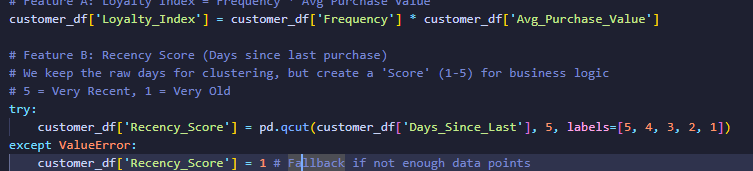 # Feature A: Loyalty_Index = Frequency * Avg Purchase Value
customer_df['Loyalty_Index'] = customer_df['Frequency'] * customer_df['Avg_Purchase_Value']
# Feature B: Recency Score (Days since last purchase)
# We keep the raw days for clustering, but create a 'Score' (1-5) for business logic
# 5 = Very Recent, 1 = Very Old
try:
customer_df['Recency_Score'] = pd.qcut(customer_df['Days_Since_Last'], 5, labels=[5, 4, 3, 2, 1])
except ValueError:
customer_df['Recency_Score'] = 1 # Fallback if not enough data points